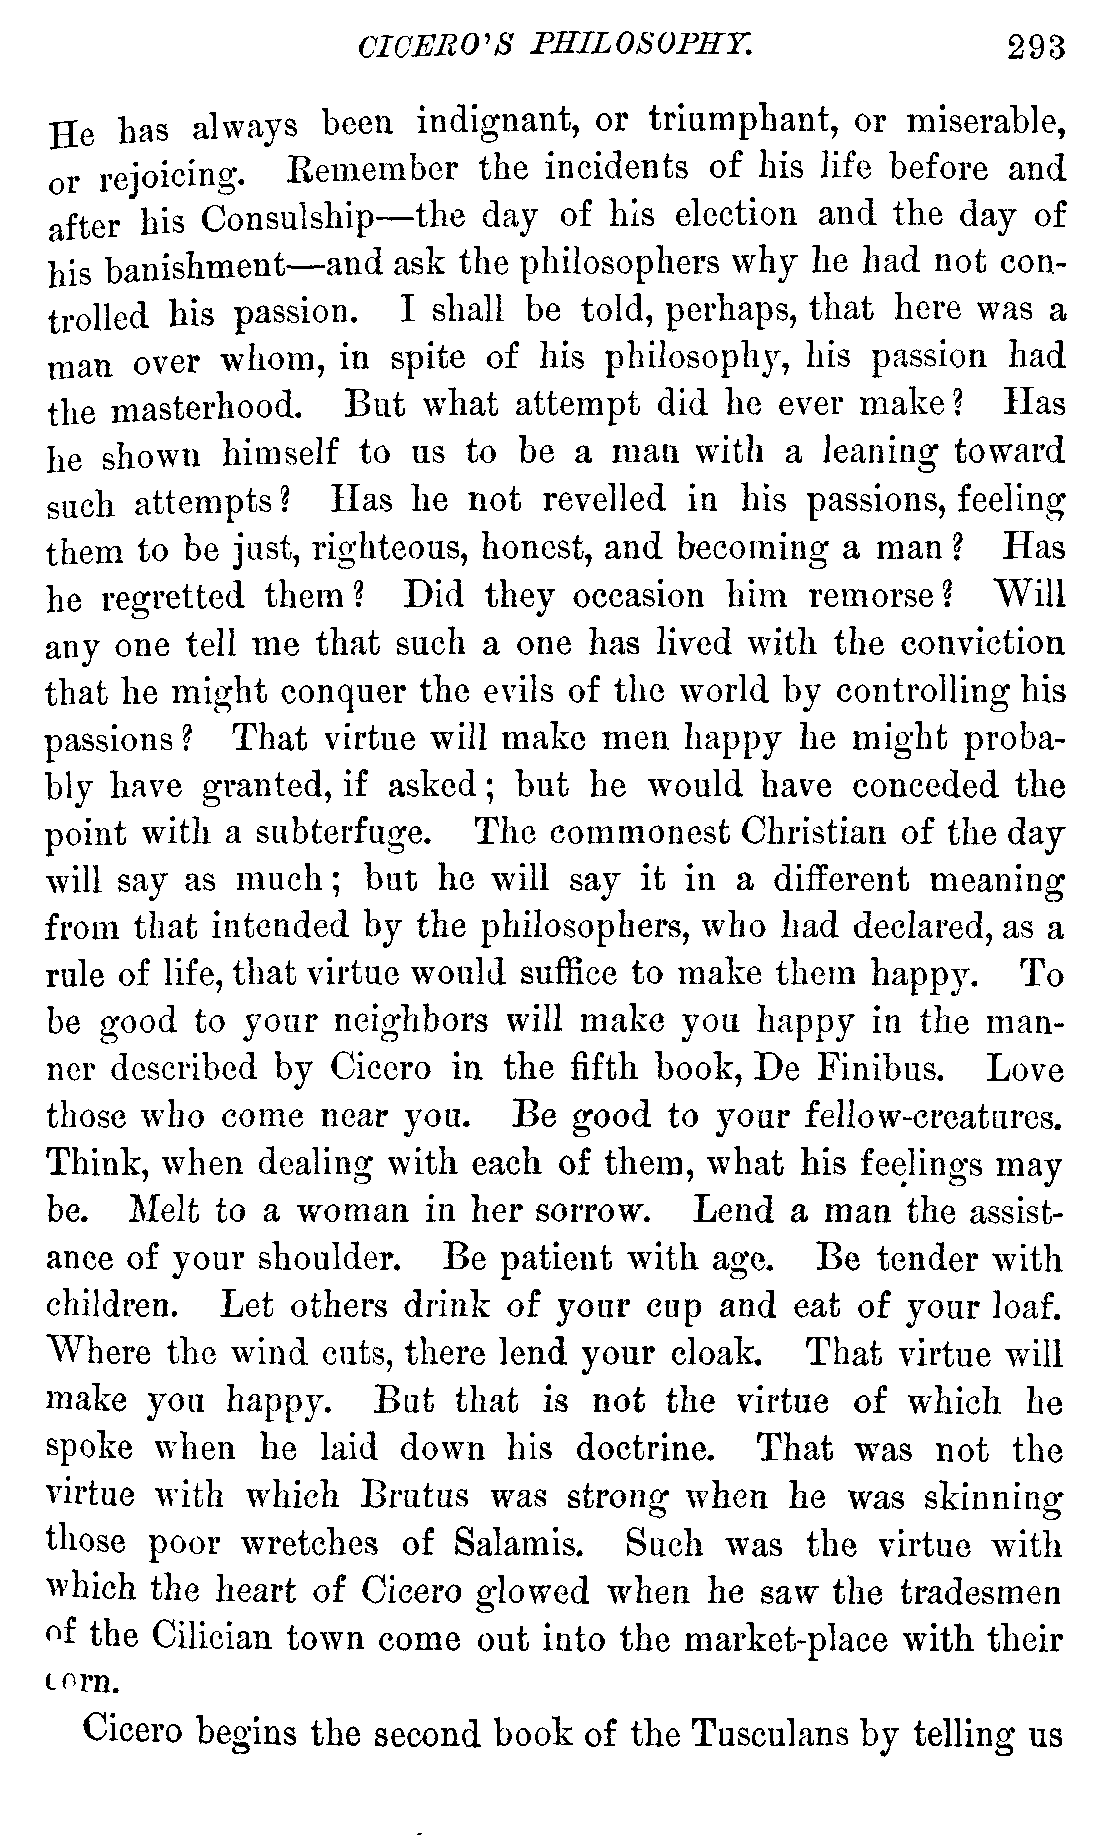 CICERO'S PHILOSOPHY. 293
He has always been indignant, or triumphant, or miserable,
or rejoicing. Remember the incidents of his life before and
after his Consulship—the day of his election and the day of
his banishment—and ask the philosophers why he had not con-
trolled his passion. I shall be told, perhaps, that here was a
man over whom, in spite of his philosophy, his passion had
the masterhood. But what attempt did he ever make? Has
he shown himself to us to be a man with a leaning toward
such attempts? Has he not revelled in his passions, feeling
them to be just, righteous, honest, and becoming a man? Has
he regretted them? Did they occasion him remorse? Will
any one tell me that such a one has lived with the conviction
that he might conquer the evils of the world by controlling his
passions? That virtue will make men happy he might proba-
bly have granted, if asked; but he would have conceded the
point with a subterfuge. The commonest Christian of the day
will say as much; but he will say it in a different meaning
from that intended by the philosophers, who had declared, as a
rule of life, that virtue would suffice to make them happy. To
be good to your neighbors will make you happy in the man-
ner described by Cicero in the fifth book, De Finibus. Love
those who come near you. Be good to your fellow-creatures.
Think, when dealing with each of them, what his feelings may
be. Melt to a woman in her sorrow. Lend a man the assist-
ance of your shoulder. Be patient with age. Be tender with
children. Let others drink of your cup and eat of your loaf.
Where the wind cuts, there lend your cloak. That virtue will
make you happy. But that is not the virtue of which he
spoke when he laid down his doctrine. That was not the
virtue with which Brutus was strong when he was skinning
those poor wretches of Salamis. Such was the virtue with
which the heart of Cicero glowed when he saw the tradesmen
of the Cilician town come out into the market-place with their
corn.
Cicero begins the second book of the Tusculans by telling us